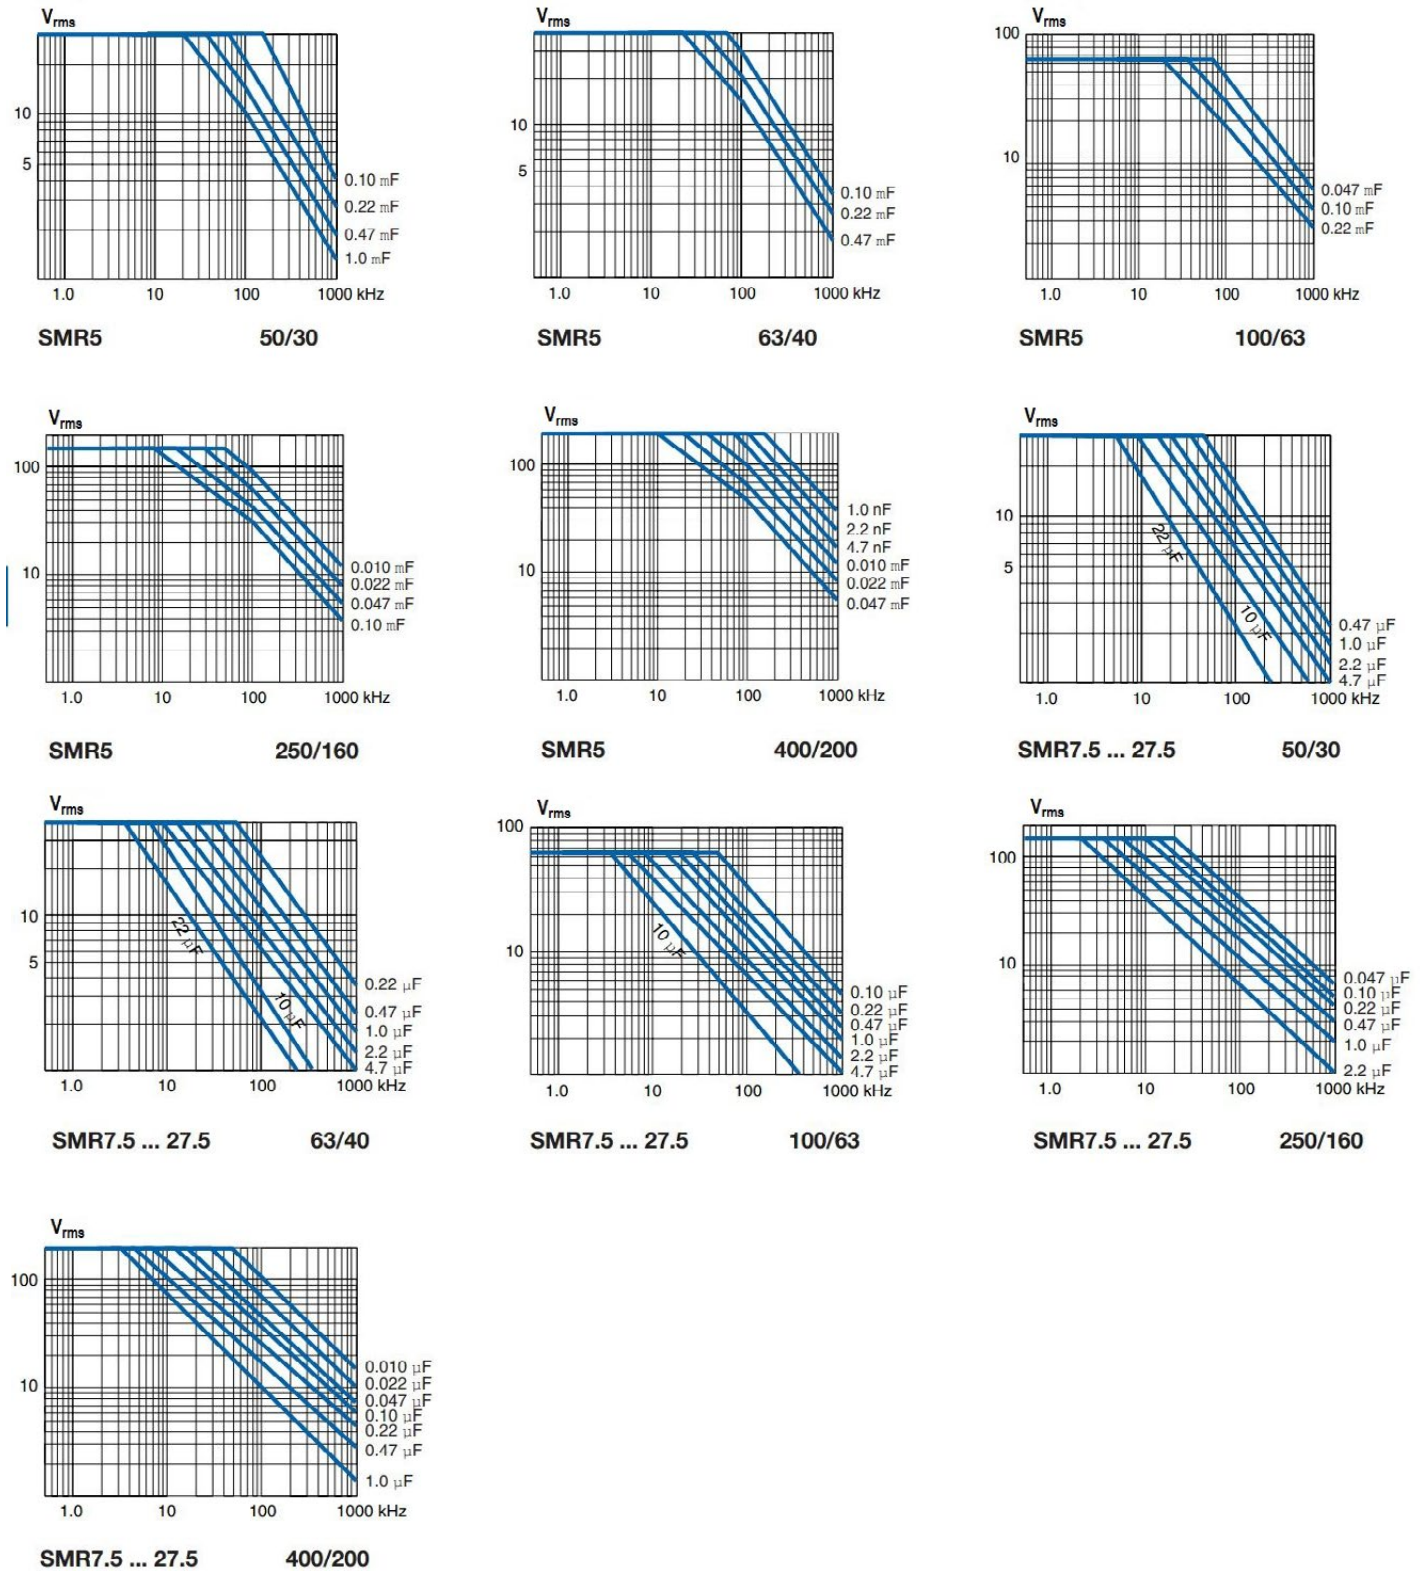 Vrms
10
5
0.10 mF
0.22 mF
0.47 mF
1.0 mF
1.0 10 100 1000 kHz
SMR5 50/30
Vrms
10
5
0.10 mF
0.22 mF
0.47 mF
1.0 10 100 1000 kHz
SMR5 63/40
Vrms
100
10
0.047 mF
0.10 mF
0.22 mF
1.0 10 100 1000 kHz
SMR5 100/63
Vrms
100
10
0.010 mF
0.022 mF
0.047 mF
0.10 mF
1.0 10 100 1000 kHz
SMR5 250/160
Vrms
100
10
1.0 nF
2.2 nF
4.7 nF
0.010 mF
0.022 mF
0.047 mF
1.0 10 100 1000 kHz
SMR5 400/200
Vrms
10
5
22 µF
10 µF
0.47 µF
1.0 µF
2.2 µF
4.7 µF
1.0 10 100 1000 kHz
SMR7.5 ... 27.5 50/30
Vrms
10
5
22 µF
10 µF
0.22 µF
0.47 µF
1.0 µF
2.2 µF
4.7 µF
1.0 10 100 1000 kHz
SMR7.5 ... 27.5 63/40
Vrms
100
10
10 µF
0.10 µF
0.22 µF
0.47 µF
1.0 µF
2.2 µF
4.7 µF
1.0 10 100 1000 kHz
SMR7.5 ... 27.5 100/63
Vrms
100
10
0.047 µF
0.10 µF
0.22 µF
0.47 µF
1.0 µF
2.2 µF
1.0 10 100 1000 kHz
SMR7.5 ... 27.5 250/160
Vrms
100
10
0.010 µF
0.022 µF
0.047 µF
0.10 µF
0.22 µF
0.47 µF
1.0 µF
1.0 10 100 1000 kHz
SMR7.5 ... 27.5 400/200